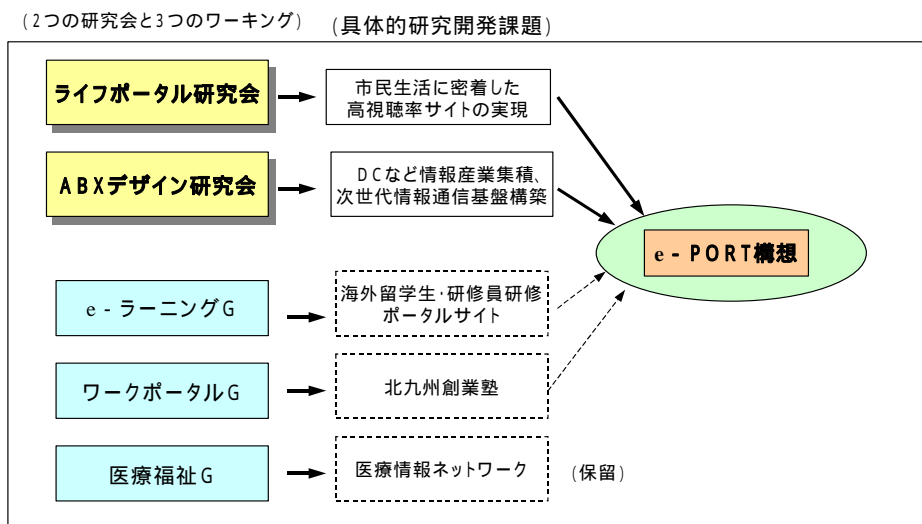 (2つの研究会と3つのワーキング)
(具体的研究開発課題)
ライフポータル研究会
市民生活に密着した
高視聴率サイトの実現
ABXデザイン研究会
DCなど情報産業集積、
次世代情報通信基盤構築
e - PORT構想
e - ラーニングG
海外留学生・研修員研修
ポータルサイト
ワークポータルG
北九州創業塾
医療福祉G
医療情報ネットワーク
(保留)